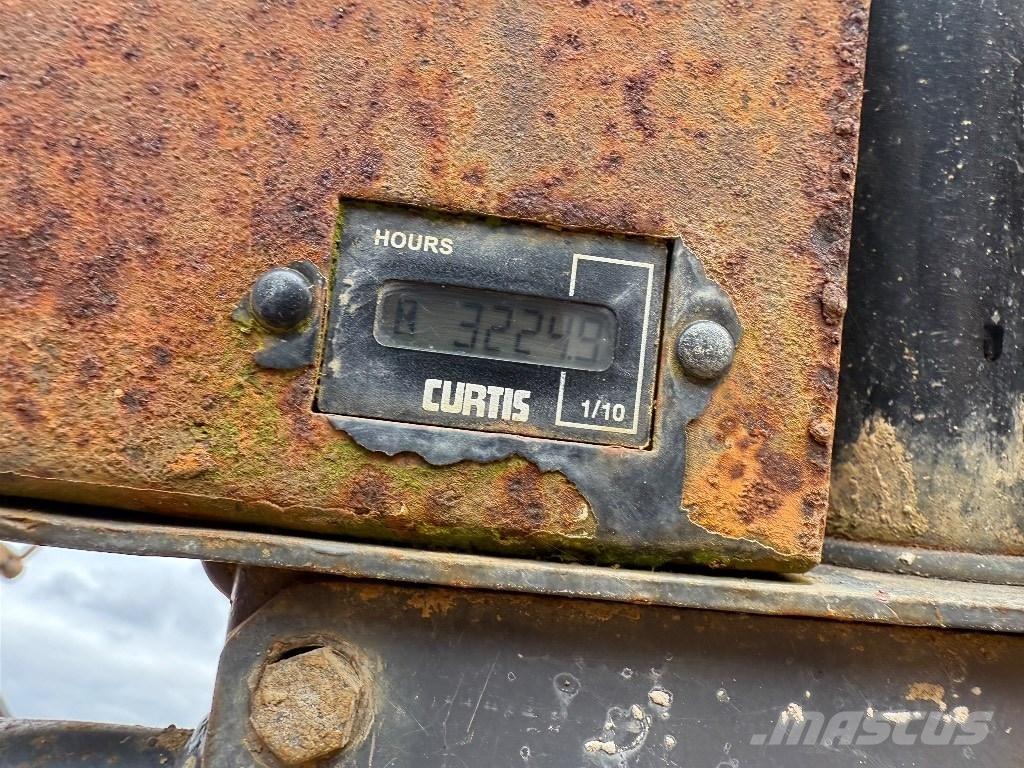 HOURS
3224.9
CURTIS
1/10
MASCUS